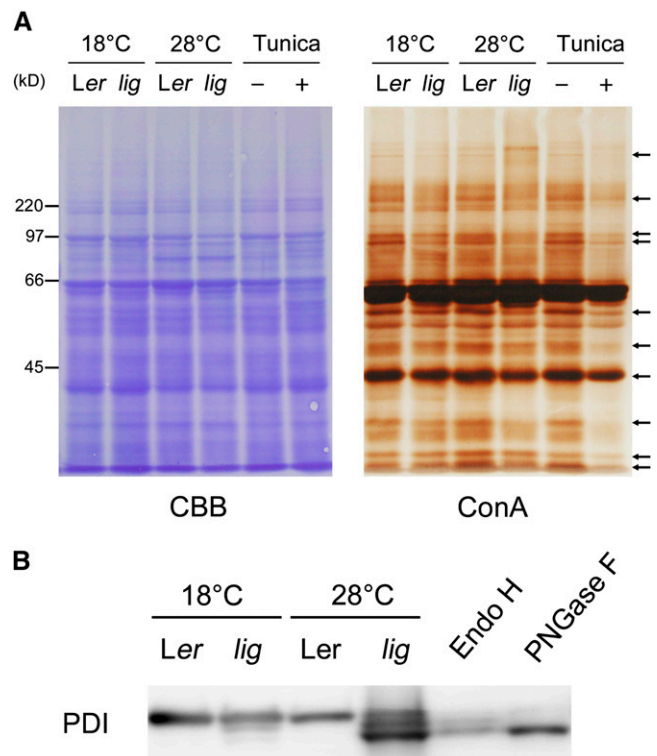 A
18°C 28°C Tunica 18°C 28°C Tunica
(kD) Ler lig Ler lig – + Ler lig Ler lig – +
220
97
66
45
CBB ConA
B
18°C 28°C
Ler lig Ler lig Endo H PNGase F
PDI